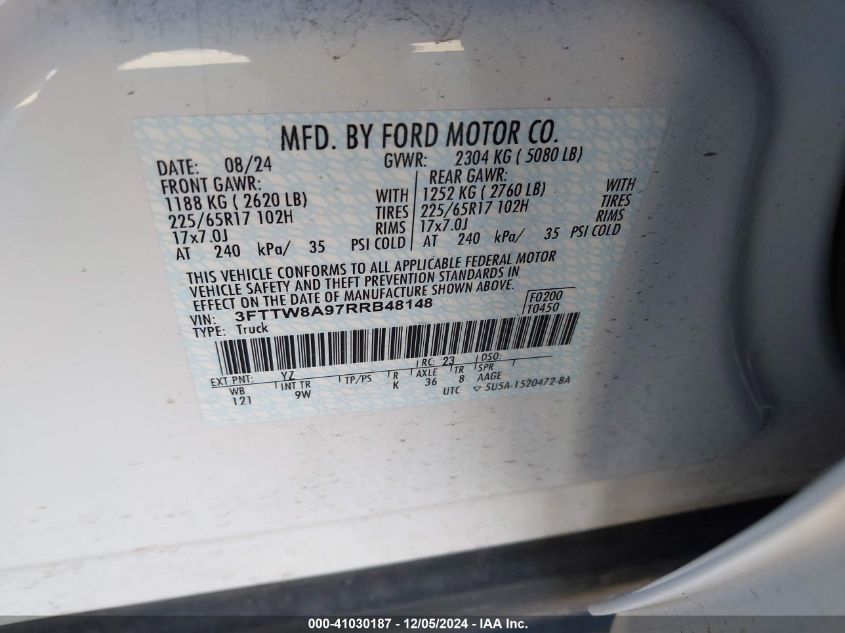 MFD. BY FORD MOTOR CO.
DATE: 08/24 GVWR: 2304 KG ( 5080 LB)
FRONT GAWR: REAR GAWR:
1188 KG ( 2620 LB) WITH 1252 KG ( 2760 LB) WITH
225/65R17 102H TIRES 225/65R17 102H TIRES
17x7.0J RIMS 17x7.0J RIMS
AT 240 kPa/ 35 PSI COLD AT 240 kPa/ 35 PSI COLD
THIS VEHICLE CONFORMS TO ALL APPLICABLE FEDERAL MOTOR
VEHICLE SAFETY AND THEFT PREVENTION STANDARDS IN
EFFECT ON THE DATE OF MANUFACTURE SHOWN ABOVE.
VIN: 3FTTW8A97RRB48148 F0200
TYPE: Truck T0450
EXT PNT: YZ RC: 23 DSO:
WB INT TR TP/PS R AXLE TR SPR
121 9W K 36 8 AAGE
UTC ▽ 5U5A-1520472-BA
000-41030187 - 12/05/2024 - IAA Inc.